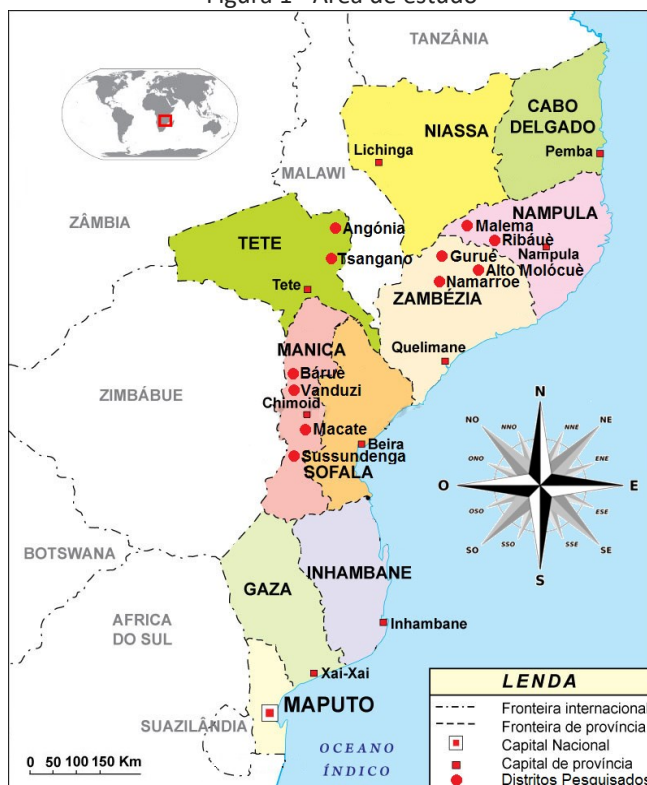 Figura 1 - Área de estudo
TANZÂNIA
CABO
DELGADO
NIASSA
Lichinga
Pemba
MALAWI
ZÂMBIA
NAMPULA
Angónia
Malema
TETE
Ribáuè
Nampula
Tsangano
Gurué
Alto Molócuè
Tete
Namarroe
ZAMBÉZIA
MANICA
Quelimane
Báruè
ZIMBÁBUE
Vanduzi
Chimoid
Macate
Beira
Sussundenga
SOFALA
N
NNO
NNE
NO
NE
ONO
ENE
O
E
OSO
ESE
SO
SE
SSO
SSE
S
BOTSWANA
INHAMBANE
GAZA
AFRICA
DO SUL
Inhambane
Xai-Xai
MAPUTO
SUAZILÂNDIA
OCEANO
ÍNDICO
0 50 100 150 Km
LENDA
Fronteira internacional
Fronteira de província
Capital Nacional
Capital de província
Distritos Pesquisados